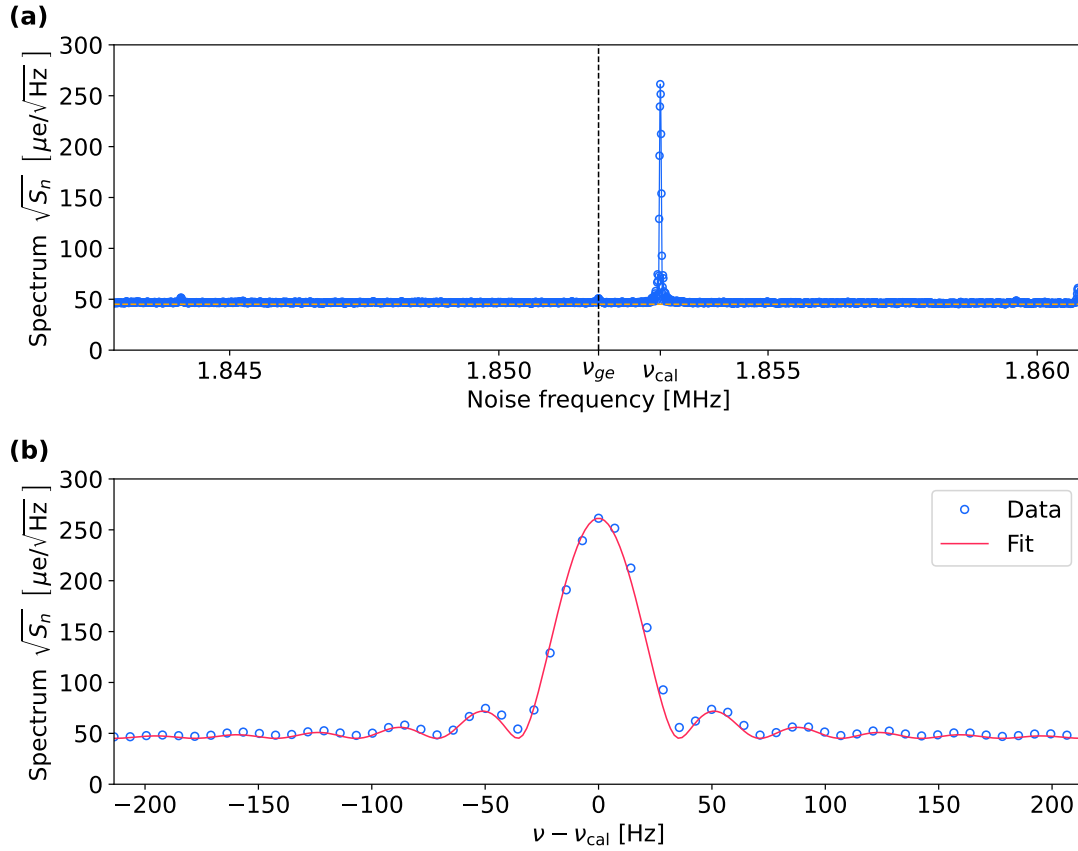 (a)
Spectrum √Sₙ [μe/√Hz]
300
250
200
150
100
50
0
1.845
1.850
ν_ge
ν_cal
1.855
1.860
Noise frequency [MHz]
(b)
Spectrum √Sₙ [μe/√Hz]
300
250
200
150
100
50
0
Data
Fit
−200
−150
−100
−50
0
50
100
150
200
ν − ν_cal [Hz]